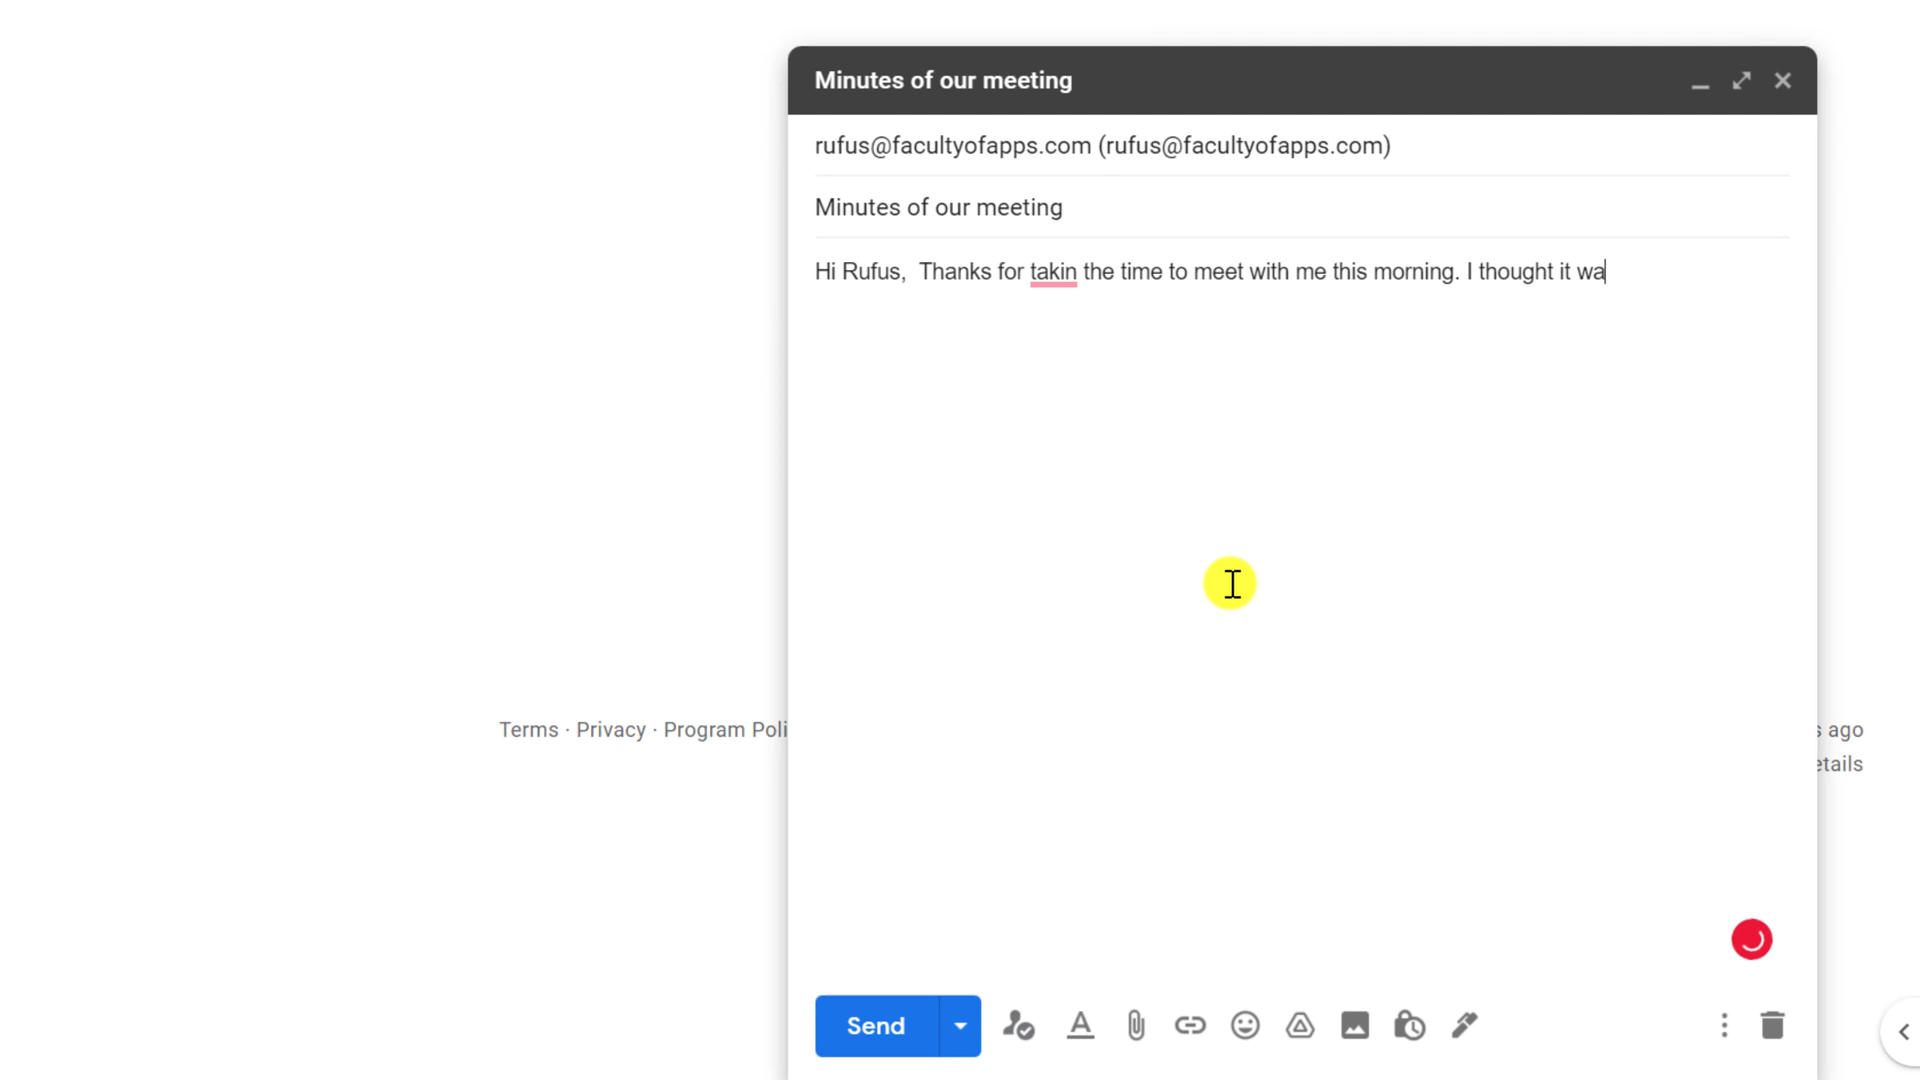 Minutes of our meeting
rufus@facultyofapps.com (rufus@facultyofapps.com)
Minutes of our meeting
Hi Rufus,  Thanks for takin the time to meet with me this morning. I thought it wa
Terms · Privacy · Program Poli
s ago
etails
Send